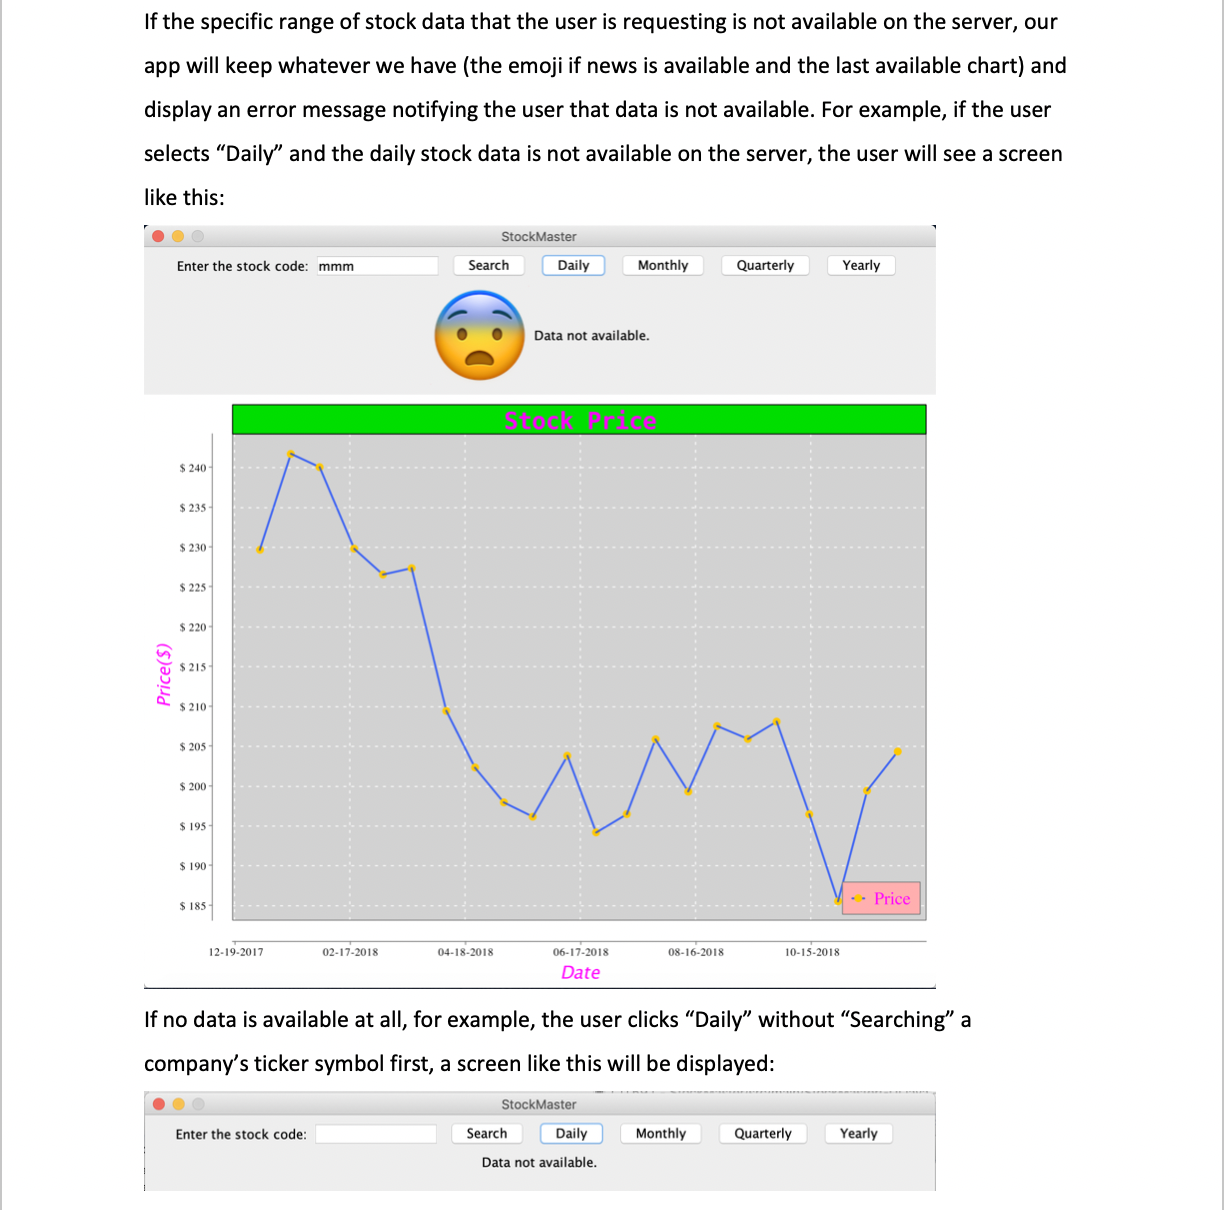 If the specific range of stock data that the user is requesting is not available on the server, our
app will keep whatever we have (the emoji if news is available and the last available chart) and
display an error message notifying the user that data is not available. For example, if the user
selects “Daily” and the daily stock data is not available on the server, the user will see a screen
like this:
StockMaster
Enter the stock code: mmm Search Daily Monthly Quarterly Yearly
Data not available.
Stock Price
$ 240
$ 235
$ 230
$ 225
$ 220
$ 215
$ 210
$ 205
$ 200
$ 195
$ 190
$ 185
Price($)
Price
12-19-2017 02-17-2018 04-18-2018 06-17-2018 08-16-2018 10-15-2018
Date
If no data is available at all, for example, the user clicks “Daily” without “Searching” a
company’s ticker symbol first, a screen like this will be displayed:
StockMaster
Enter the stock code: Search Daily Monthly Quarterly Yearly
Data not available.